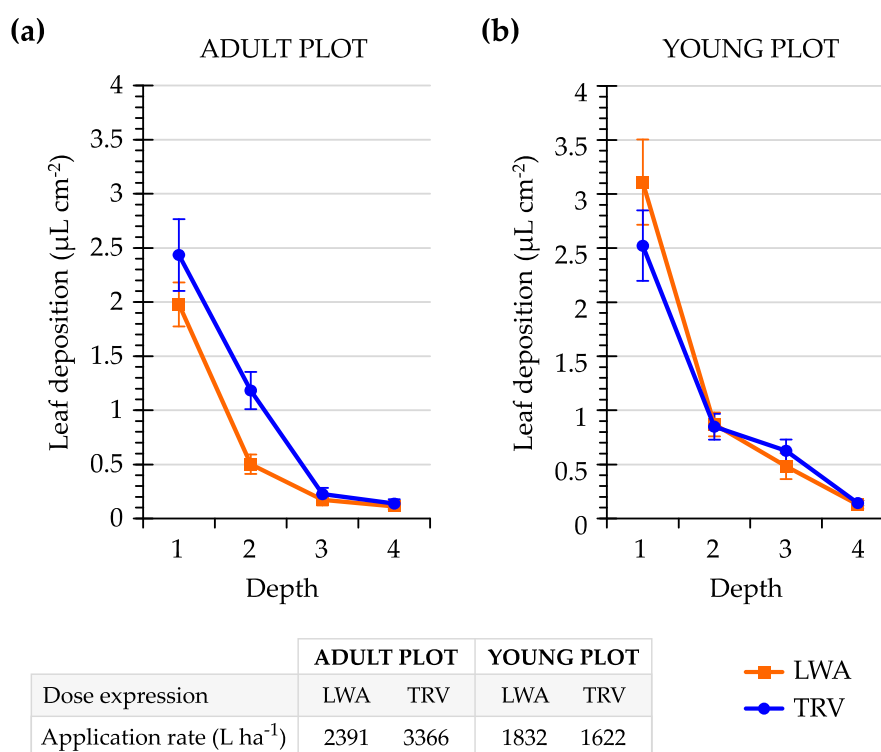 (a)
ADULT PLOT
Leaf deposition (µL cm-2)
4
3.5
3
2.5
2
1.5
1
0.5
0
1 2 3 4
Depth
(b)
YOUNG PLOT
Leaf deposition (µL cm-2)
4
3.5
3
2.5
2
1.5
1
0.5
0
1 2 3 4
Depth
ADULT PLOT YOUNG PLOT
Dose expression LWA TRV LWA TRV
Application rate (L ha-1) 2391 3366 1832 1622
LWA
TRV